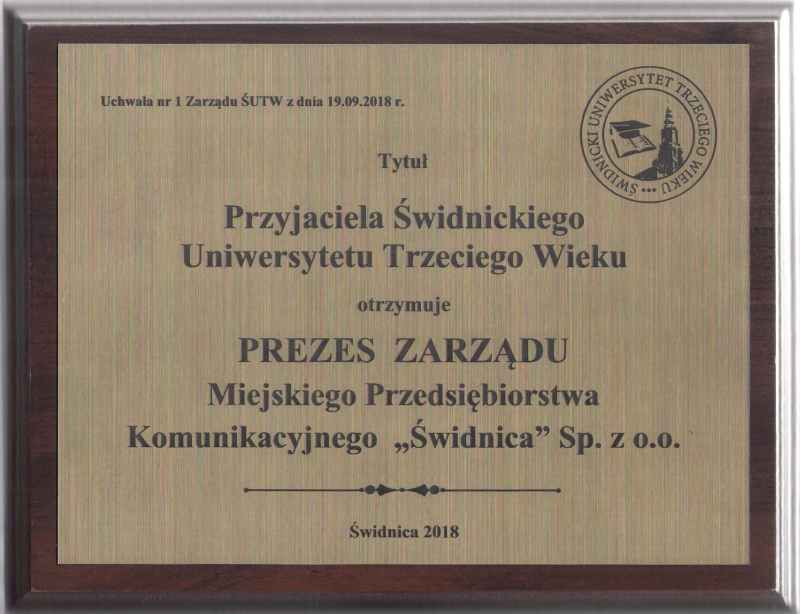 Uchwała nr 1 Zarządu ŚUTW z dnia 19.09.2018 r.
ŚWIDNICKI UNIWERSYTET TRZECIEGO WIEKU •••
Tytuł
Przyjaciela Świdnickiego
Uniwersytetu Trzeciego Wieku
otrzymuje
PREZES ZARZĄDU
Miejskiego Przedsiębiorstwa
Komunikacyjnego „Świdnica” Sp. z o.o.
Świdnica 2018